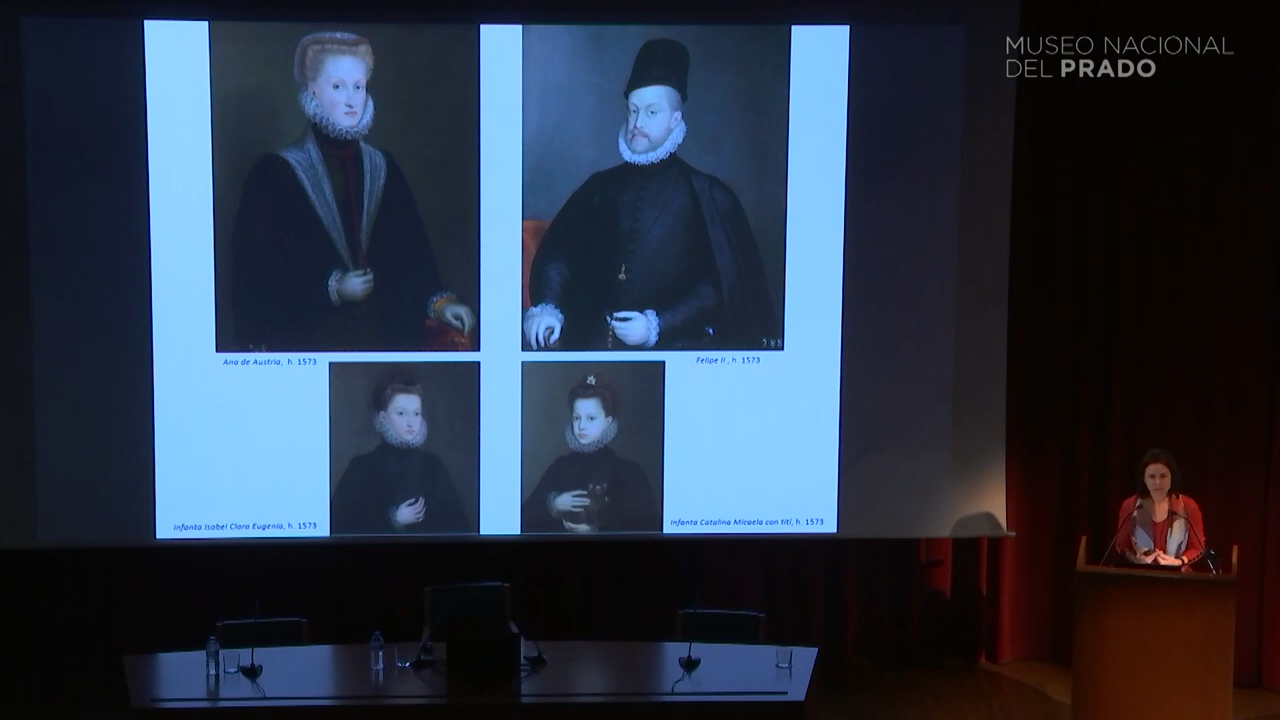 MUSEO NACIONAL
DEL PRADO
Ana de Austria, h. 1573
Felipe II, h. 1573
Infanta Isabel Clara Eugenia, h. 1573
Infanta Catalina Micaela con tití, h. 1573